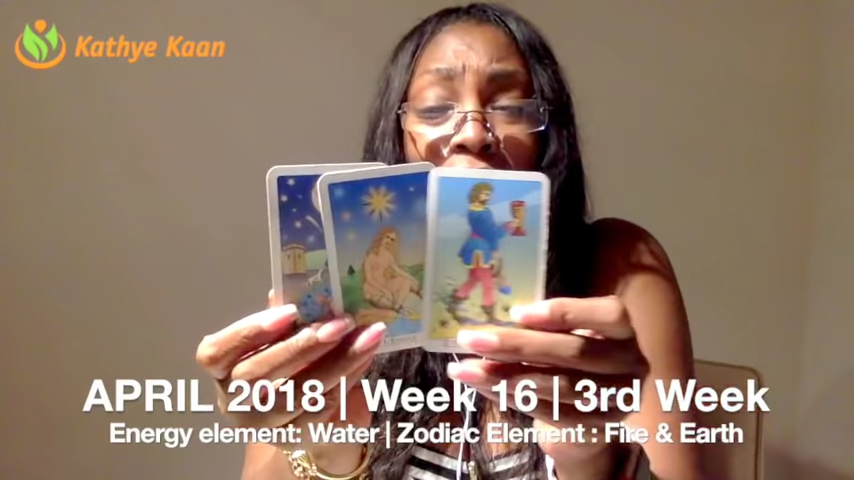 Kathye Kaan
APRIL 2018 | Week 16 | 3rd Week
Energy element: Water | Zodiac Element : Fire & Earth